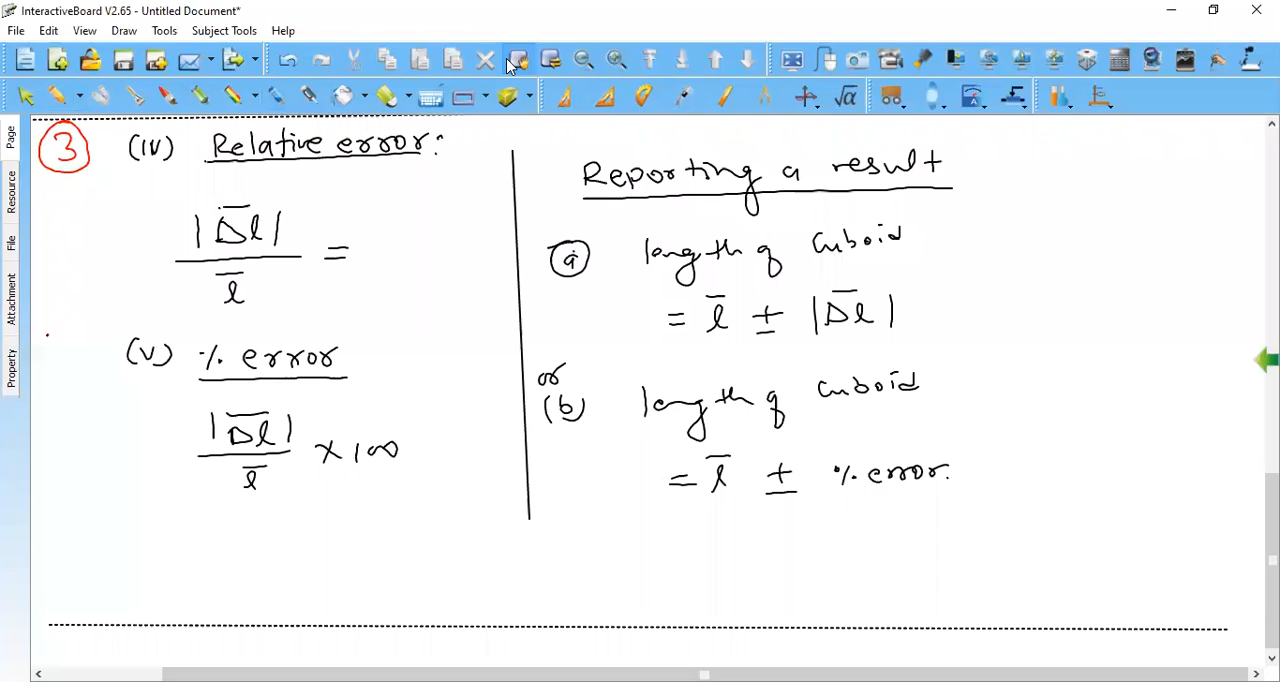 InteractiveBoard V2.65 - Untitled Document*
File Edit View Draw Tools Subject Tools Help
Page
Resource
File
Attachment
Property
3 (iv) Relative error:
|Δl̅| / l̅ =
(v) % error
|Δl̅| / l̅ × 100
Reporting a result
(a) length of cuboid
= l̅ ± |Δl̅|
or
(b) length of cuboid
= l̅ ± % error.